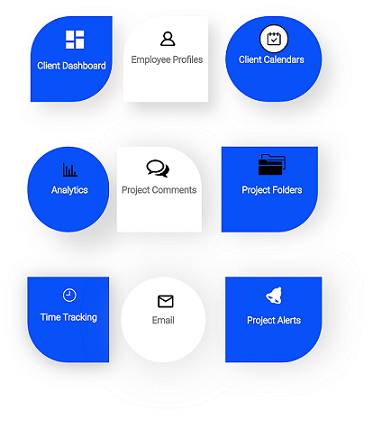 Client Dashboard
Employee Profiles
Client Calendars
Analytics
Project Comments
Project Folders
Time Tracking
Email
Project Alerts